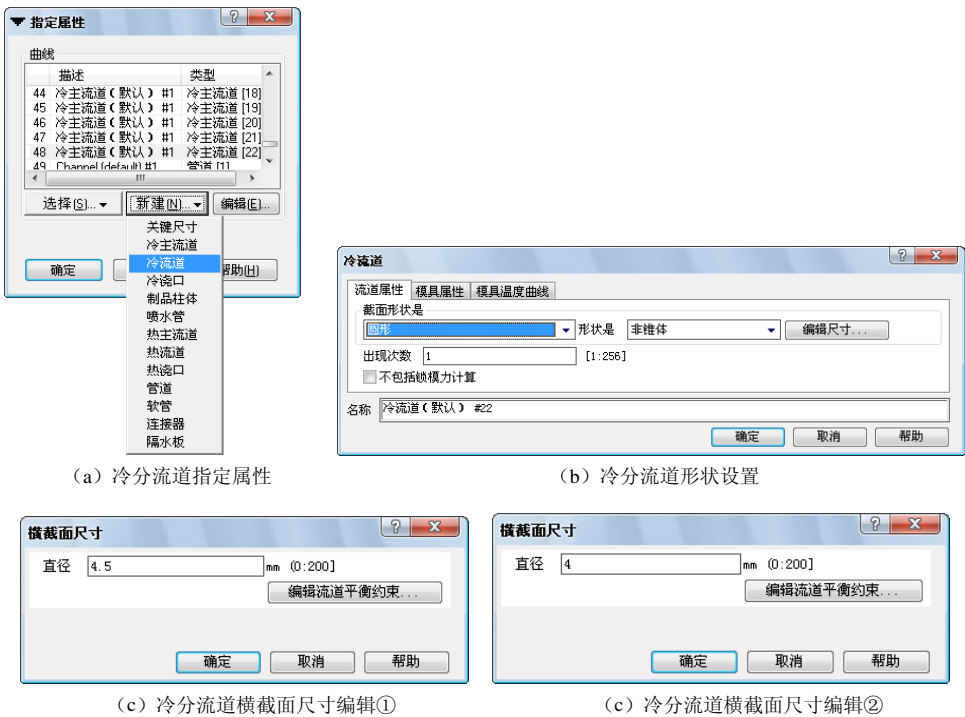 指定属性
曲线
描述 类型
44 冷主流道(默认) #1 冷主流道 [18]
45 冷主流道(默认) #1 冷主流道 [19]
46 冷主流道(默认) #1 冷主流道 [20]
47 冷主流道(默认) #1 冷主流道 [21]
48 冷主流道(默认) #1 冷主流道 [22]
49 Channel (default) #1 管道 [1]
选择(S)... 新建(N)... 编辑(E)...
关键尺寸
冷主流道
冷流道
冷浇口
制品柱体
喷水管
热主流道
热流道
热浇口
管道
软管
连接器
隔水板
确定 帮助(H)
(a)冷分流道指定属性
冷流道
流道属性 模具属性 模具温度曲线
截面形状是
圆形 形状是 非锥体 编辑尺寸...
出现次数 1 [1:256]
不包括锁模力计算
名称 冷流道(默认) #22
确定 取消 帮助
(b)冷分流道形状设置
横截面尺寸
直径 4.5 mm (0:200]
编辑流道平衡约束...
确定 取消 帮助
(c)冷分流道横截面尺寸编辑①
横截面尺寸
直径 4 mm (0:200]
编辑流道平衡约束...
确定 取消 帮助
(c)冷分流道横截面尺寸编辑②